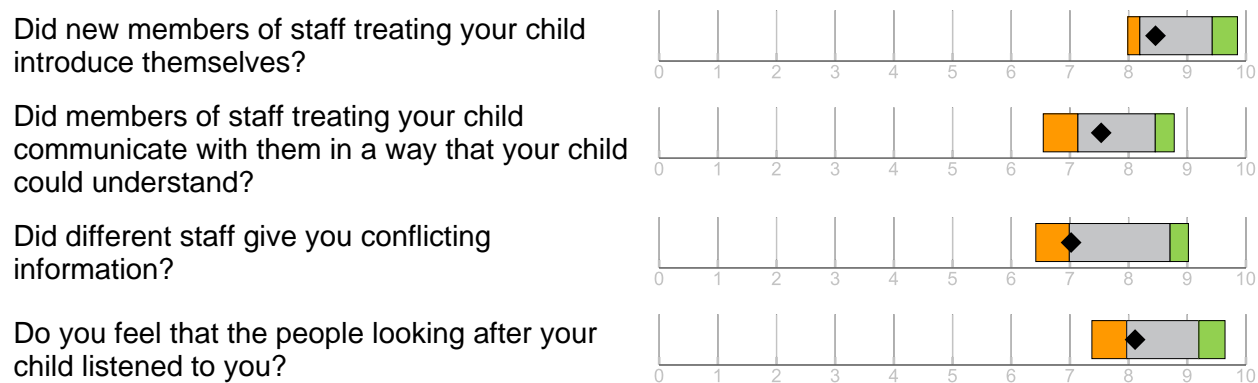 Did new members of staff treating your child
introduce themselves?
0 1 2 3 4 5 6 7 8 9 10
Did members of staff treating your child
communicate with them in a way that your child
could understand?
0 1 2 3 4 5 6 7 8 9 10
Did different staff give you conflicting
information?
0 1 2 3 4 5 6 7 8 9 10
Do you feel that the people looking after your
child listened to you?
0 1 2 3 4 5 6 7 8 9 10